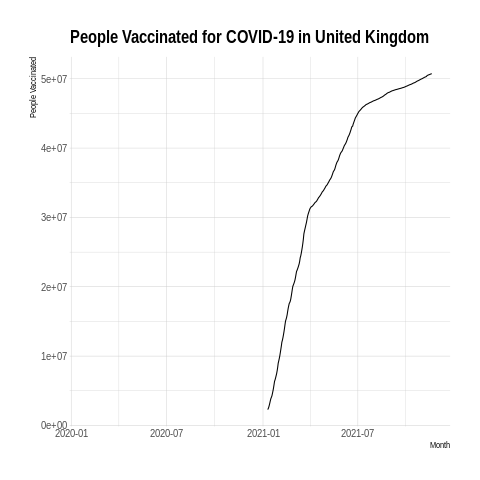 People Vaccinated for COVID-19 in United Kingdom
People Vaccinated
5e+07
4e+07
3e+07
2e+07
1e+07
0e+00
2020-01 2020-07 2021-01 2021-07
Month